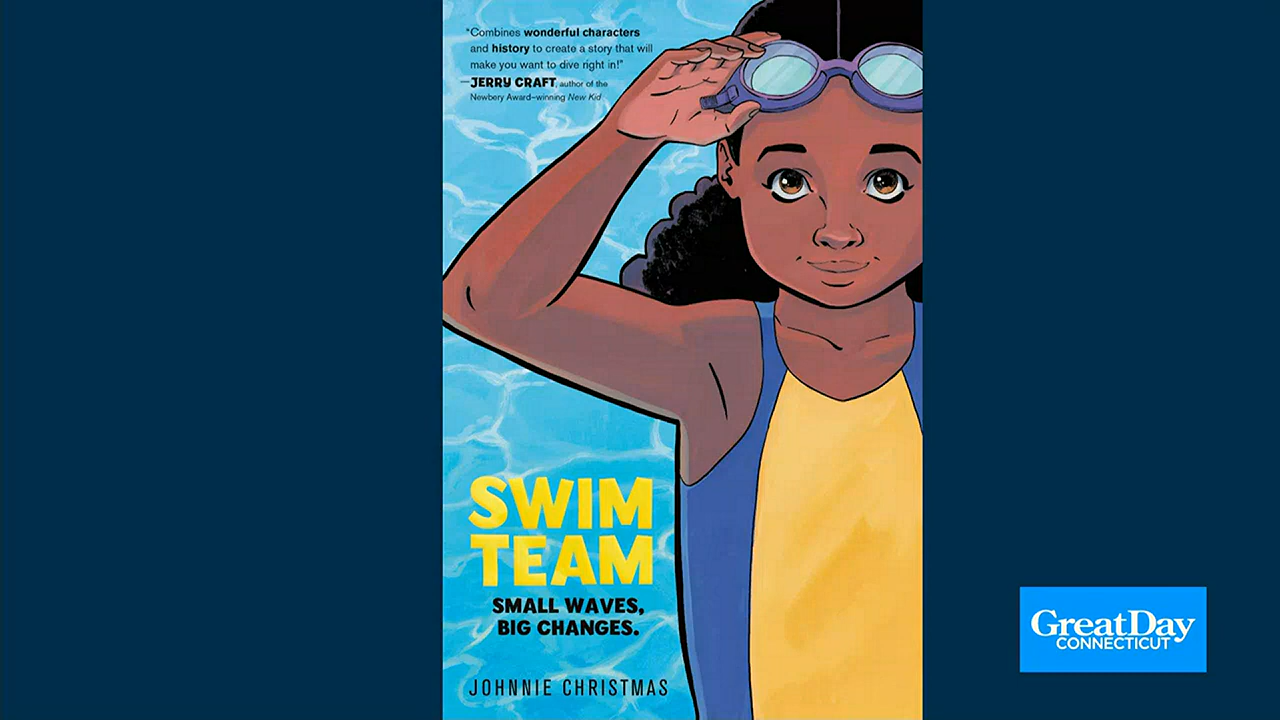 "Combines wonderful characters
and history to create a story that will
make you want to dive right in!"
—JERRY CRAFT, author of the
Newbery Award–winning New Kid
SWIM
TEAM
SMALL WAVES,
BIG CHANGES.
JOHNNIE CHRISTMAS
GreatDay
CONNECTICUT